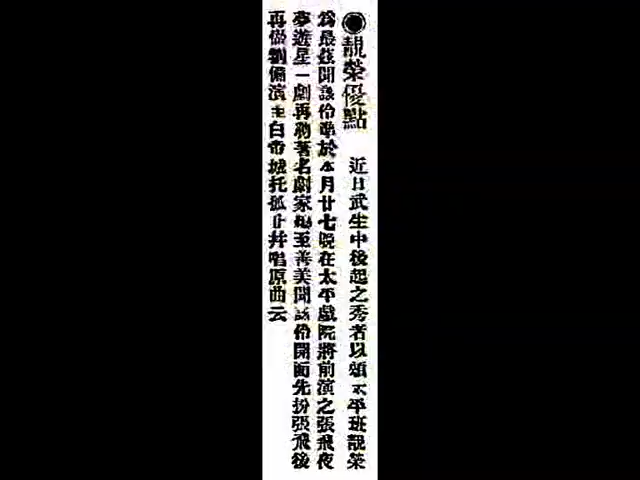 ●靚榮優點 近日武生中後起之秀者以頌太平班靚榮
爲最茲聞該伶準於本月廿七晚在太平戲院將前演之張飛夜
夢遊星一劇再夠著名劇家編至善美聞該伶開面先扮張飛後
再做劉備演至白帝城托孤止幷唱原曲云